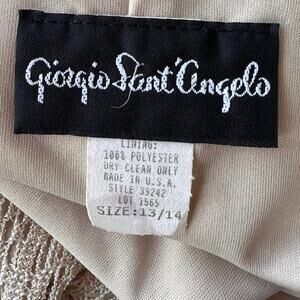 Giorgio Sant'Angelo
LINING:
100% POLYESTER
DRY CLEAN ONLY
MADE IN U.S.A.
STYLE 39242
LOT 1565
SIZE:13/14